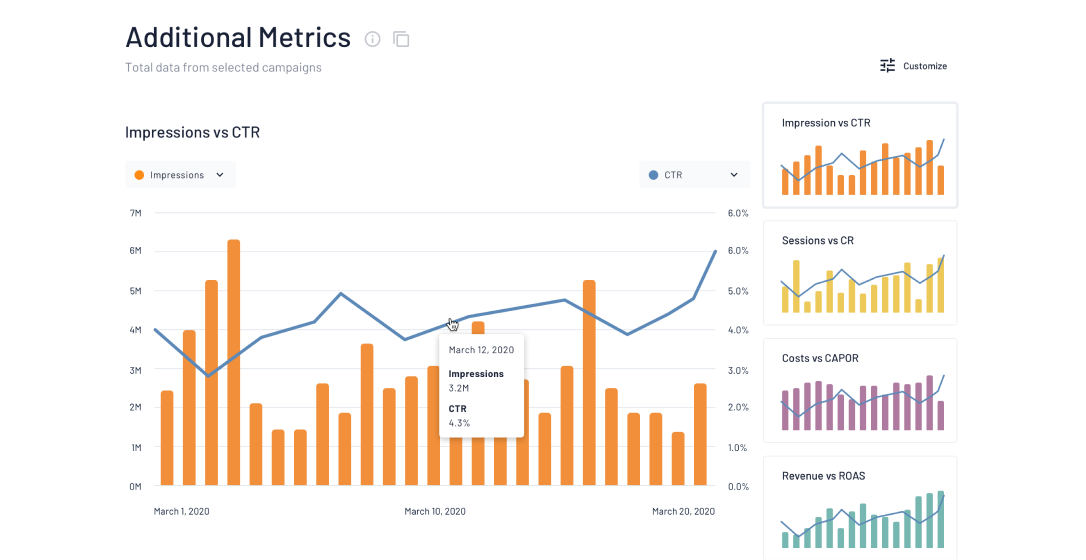 Additional Metrics
Total data from selected campaigns
Customize
Impressions vs CTR
Impressions
CTR
7M
6M
5M
4M
3M
2M
1M
0M
6.0%
6.0%
5.0%
4.0%
3.0%
2.0%
1.0%
0.0%
March 12, 2020
Impressions
3.2M
CTR
4.3%
March 1, 2020
March 10, 2020
March 20, 2020
Impression vs CTR
Sessions vs CR
Costs vs CAPOR
Revenue vs ROAS